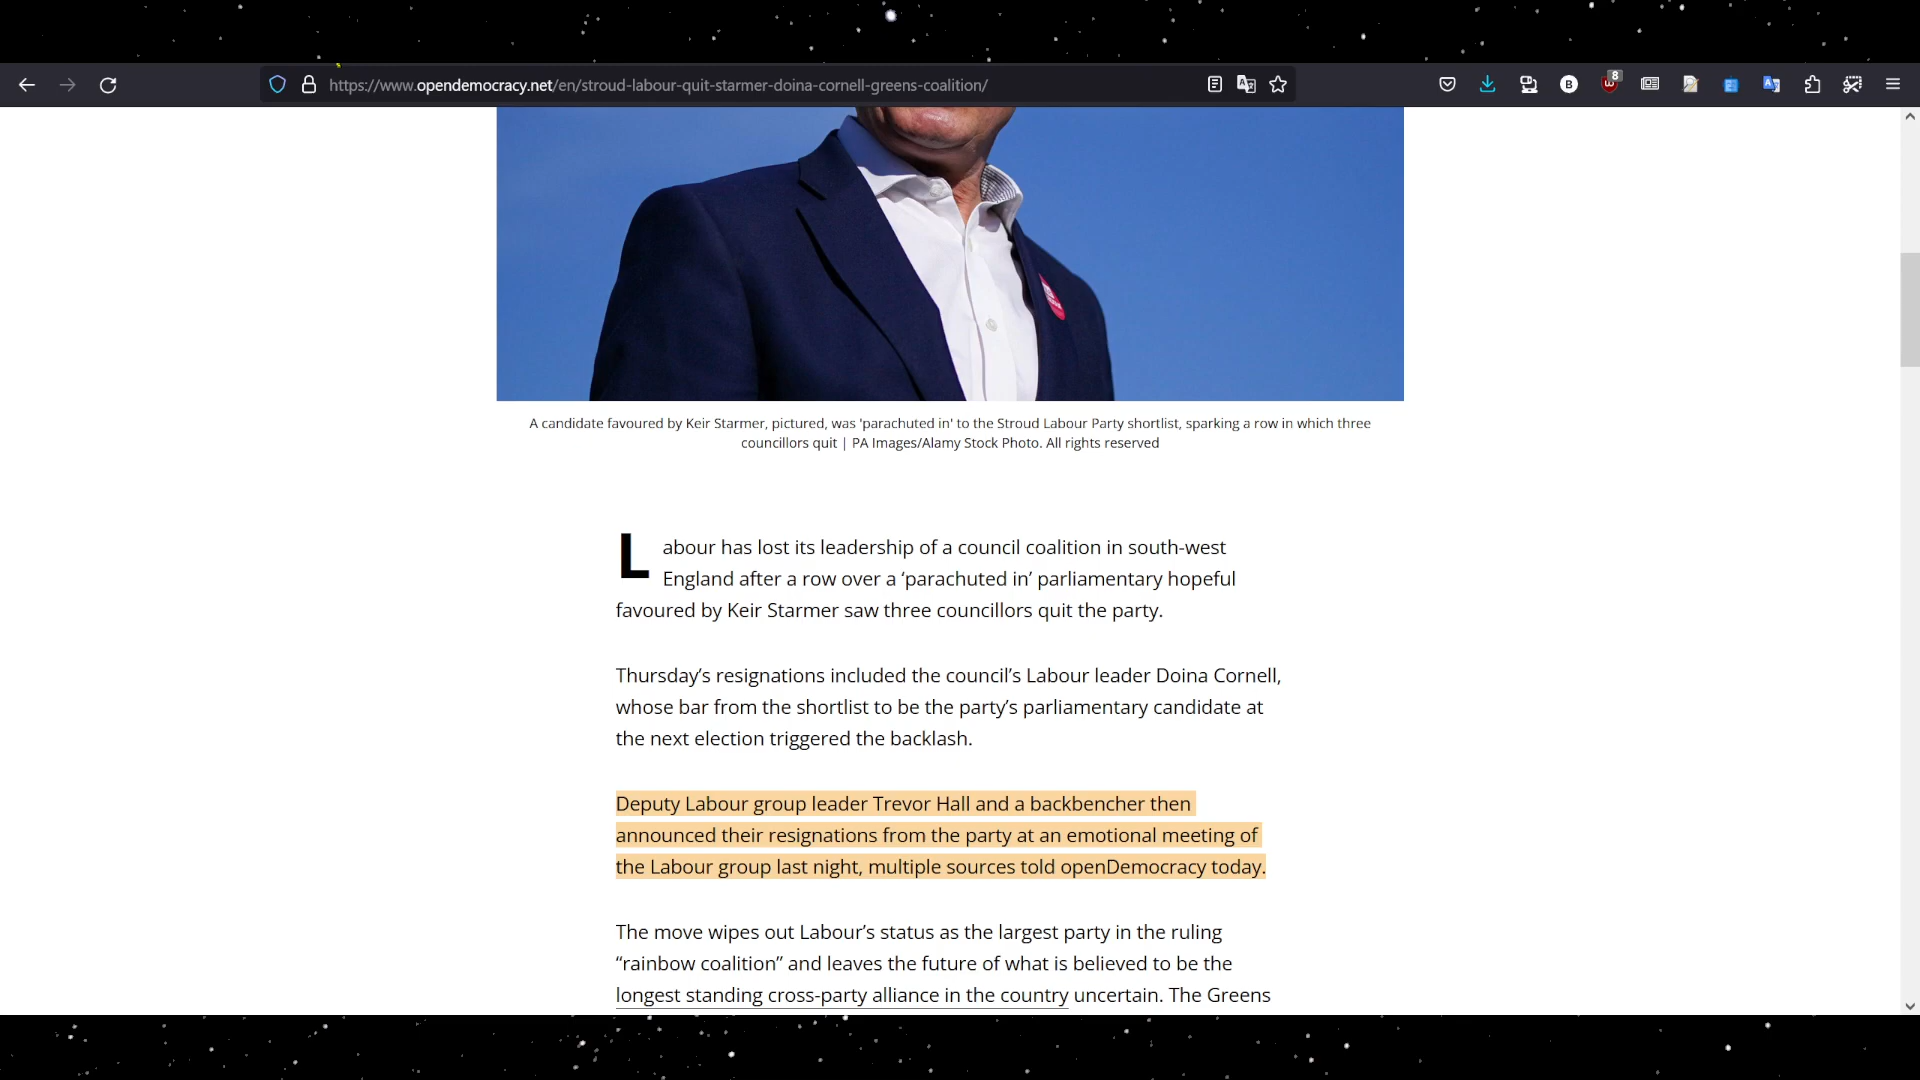 https://www.opendemocracy.net/en/stroud-labour-quit-starmer-doina-cornell-greens-coalition/
8
A candidate favoured by Keir Starmer, pictured, was 'parachuted in' to the Stroud Labour Party shortlist, sparking a row in which three
councillors quit | PA Images/Alamy Stock Photo. All rights reserved
Labour has lost its leadership of a council coalition in south-west
England after a row over a ‘parachuted in’ parliamentary hopeful
favoured by Keir Starmer saw three councillors quit the party.
Thursday’s resignations included the council’s Labour leader Doina Cornell,
whose bar from the shortlist to be the party’s parliamentary candidate at
the next election triggered the backlash.
Deputy Labour group leader Trevor Hall and a backbencher then
announced their resignations from the party at an emotional meeting of
the Labour group last night, multiple sources told openDemocracy today.
The move wipes out Labour’s status as the largest party in the ruling
“rainbow coalition” and leaves the future of what is believed to be the
longest standing cross-party alliance in the country uncertain. The Greens